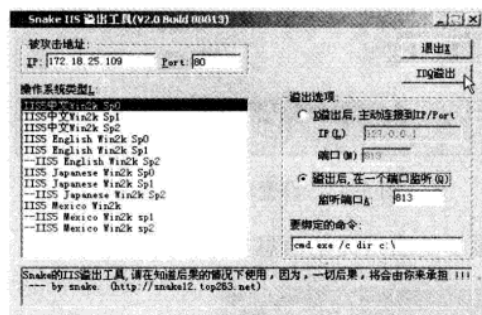 Snake IIS 溢出工具(V2.0 Build 00013)
被攻击地址:
IP: 172.18.25.109 Port: 80
退出X
IDQ溢出
操作系统类型L:
IIS5中文Win2k Sp0
IIS5中文Win2k Sp1
IIS5中文Win2k Sp2
IIS5 English Win2k Sp0
IIS5 English Win2k Sp1
--IIS5 English Win2k Sp2
IIS5 Japanese Win2k Sp0
IIS5 Japanese Win2k Sp1
--IIS5 Japanese Win2k Sp2
IIS5 Mexico Win2k
--IIS5 Mexico Win2k sp1
--IIS5 Mexico Win2k sp2
溢出选项
溢出后,主动连接到IP/Port
IP(L) 127.0.0.1
端口(M) 813
溢出后,在一个端口监听(Q)
监听端口A: 813
要绑定的命令:
cmd.exe /c dir c:\
Snake的IIS溢出工具,请在知道后果的情况下使用,因为,一切后果,将会由你来承担 !!! .
--- by snake. (http://snake12.top263.net)